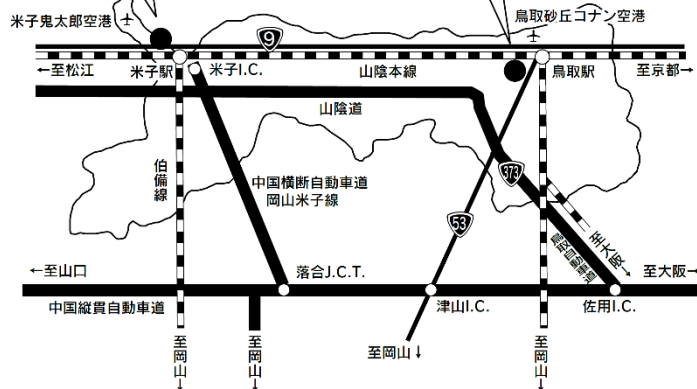 米子鬼太郎空港
鳥取砂丘コナン空港
9
←至松江
米子駅
米子I.C.
山陰本線
鳥取駅
至京都→
山陰道
伯備線
中国横断自動車道
岡山米子線
373
53
鳥取自動車道
至大阪→
←至山口
落合J.C.T.
至大阪→
中国縦貫自動車道
津山I.C.
佐用I.C.
至岡山→
至岡山→
至岡山↓
至岡山→